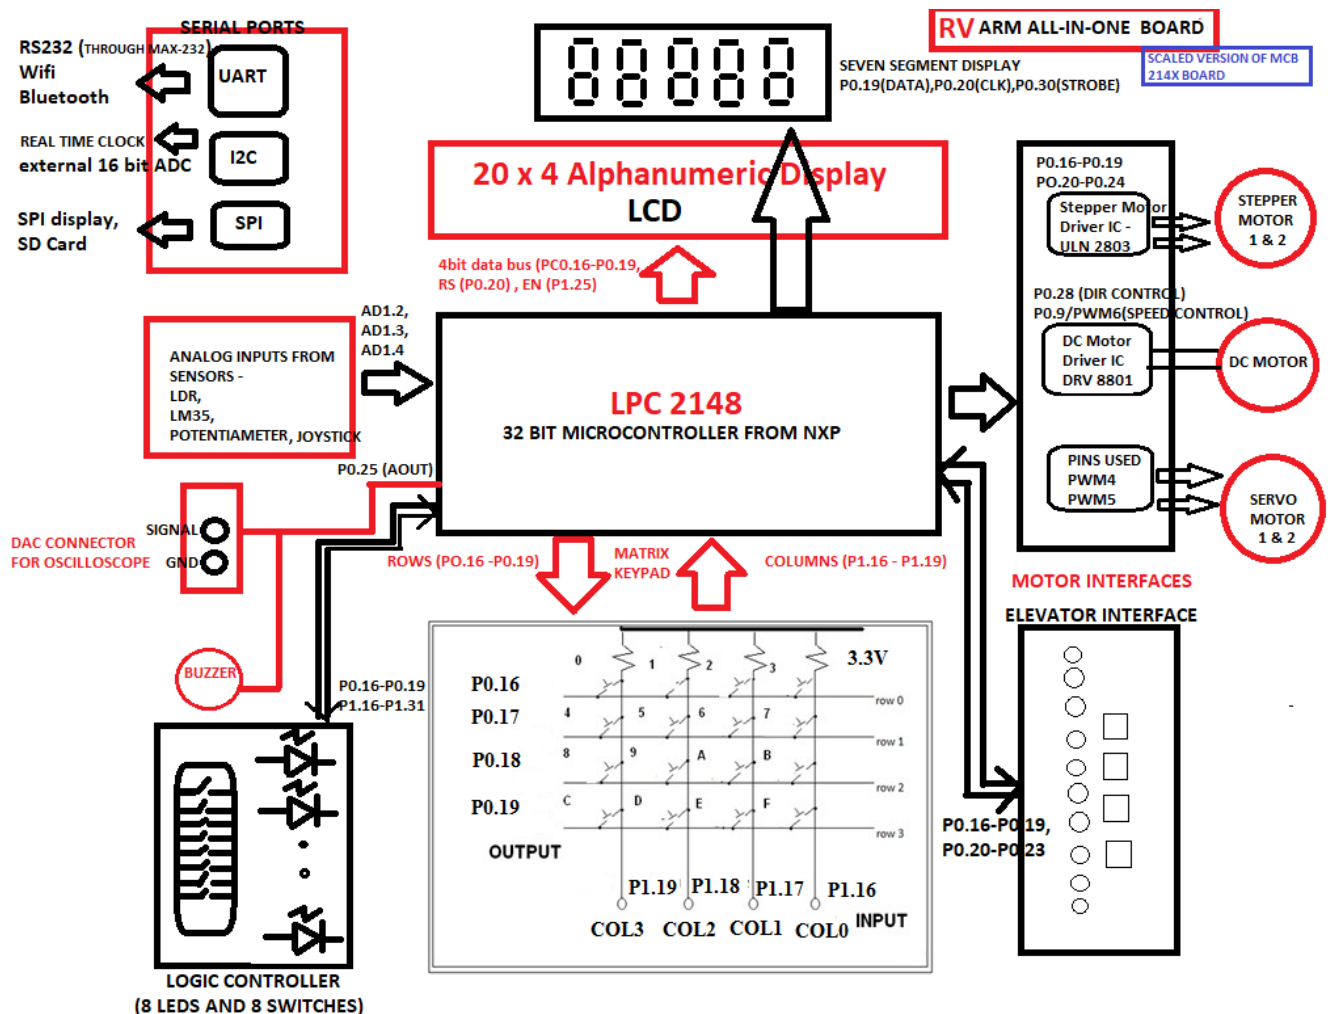 SERIAL PORTS
RS232 (THROUGH MAX-232)
Wifi
Bluetooth
UART
REAL TIME CLOCK
external 16 bit ADC
I2C
SPI display,
SD Card
SPI
RV ARM ALL-IN-ONE BOARD
SCALED VERSION OF MCB
214X BOARD
SEVEN SEGMENT DISPLAY
P0.19(DATA),P0.20(CLK),P0.30(STROBE)
20 x 4 Alphanumeric Display
LCD
4bit data bus (PC0.16-P0.19,
RS (P0.20) , EN (P1.25)
P0.16-P0.19
PO.20-P0.24
Stepper Motor
Driver IC -
ULN 2803
STEPPER
MOTOR
1 & 2
P0.28 (DIR CONTROL)
P0.9/PWM6(SPEED CONTROL)
DC Motor
Driver IC
DRV 8801
DC MOTOR
PINS USED
PWM4
PWM5
SERVO
MOTOR
1 & 2
MOTOR INTERFACES
AD1.2,
AD1.3,
AD1.4
ANALOG INPUTS FROM
SENSORS -
LDR,
LM35,
POTENTIAMETER, JOYSTICK
LPC 2148
32 BIT MICROCONTROLLER FROM NXP
P0.25 (AOUT)
SIGNAL
GND
DAC CONNECTOR
FOR OSCILLOSCOPE
BUZZER
ROWS (PO.16 -P0.19)
MATRIX
KEYPAD
COLUMNS (P1.16 - P1.19)
P0.16-P0.19
P1.16-P1.31
LOGIC CONTROLLER
(8 LEDS AND 8 SWITCHES)
3.3V
0 1 2 3
P0.16
row 0
P0.17
4 5 6 7
row 1
P0.18
8 9 A B
row 2
P0.19
C D E F
row 3
OUTPUT
P1.19 P1.18 P1.17 P1.16
COL3 COL2 COL1 COL0 INPUT
ELEVATOR INTERFACE
P0.16-P0.19,
P0.20-P0.23